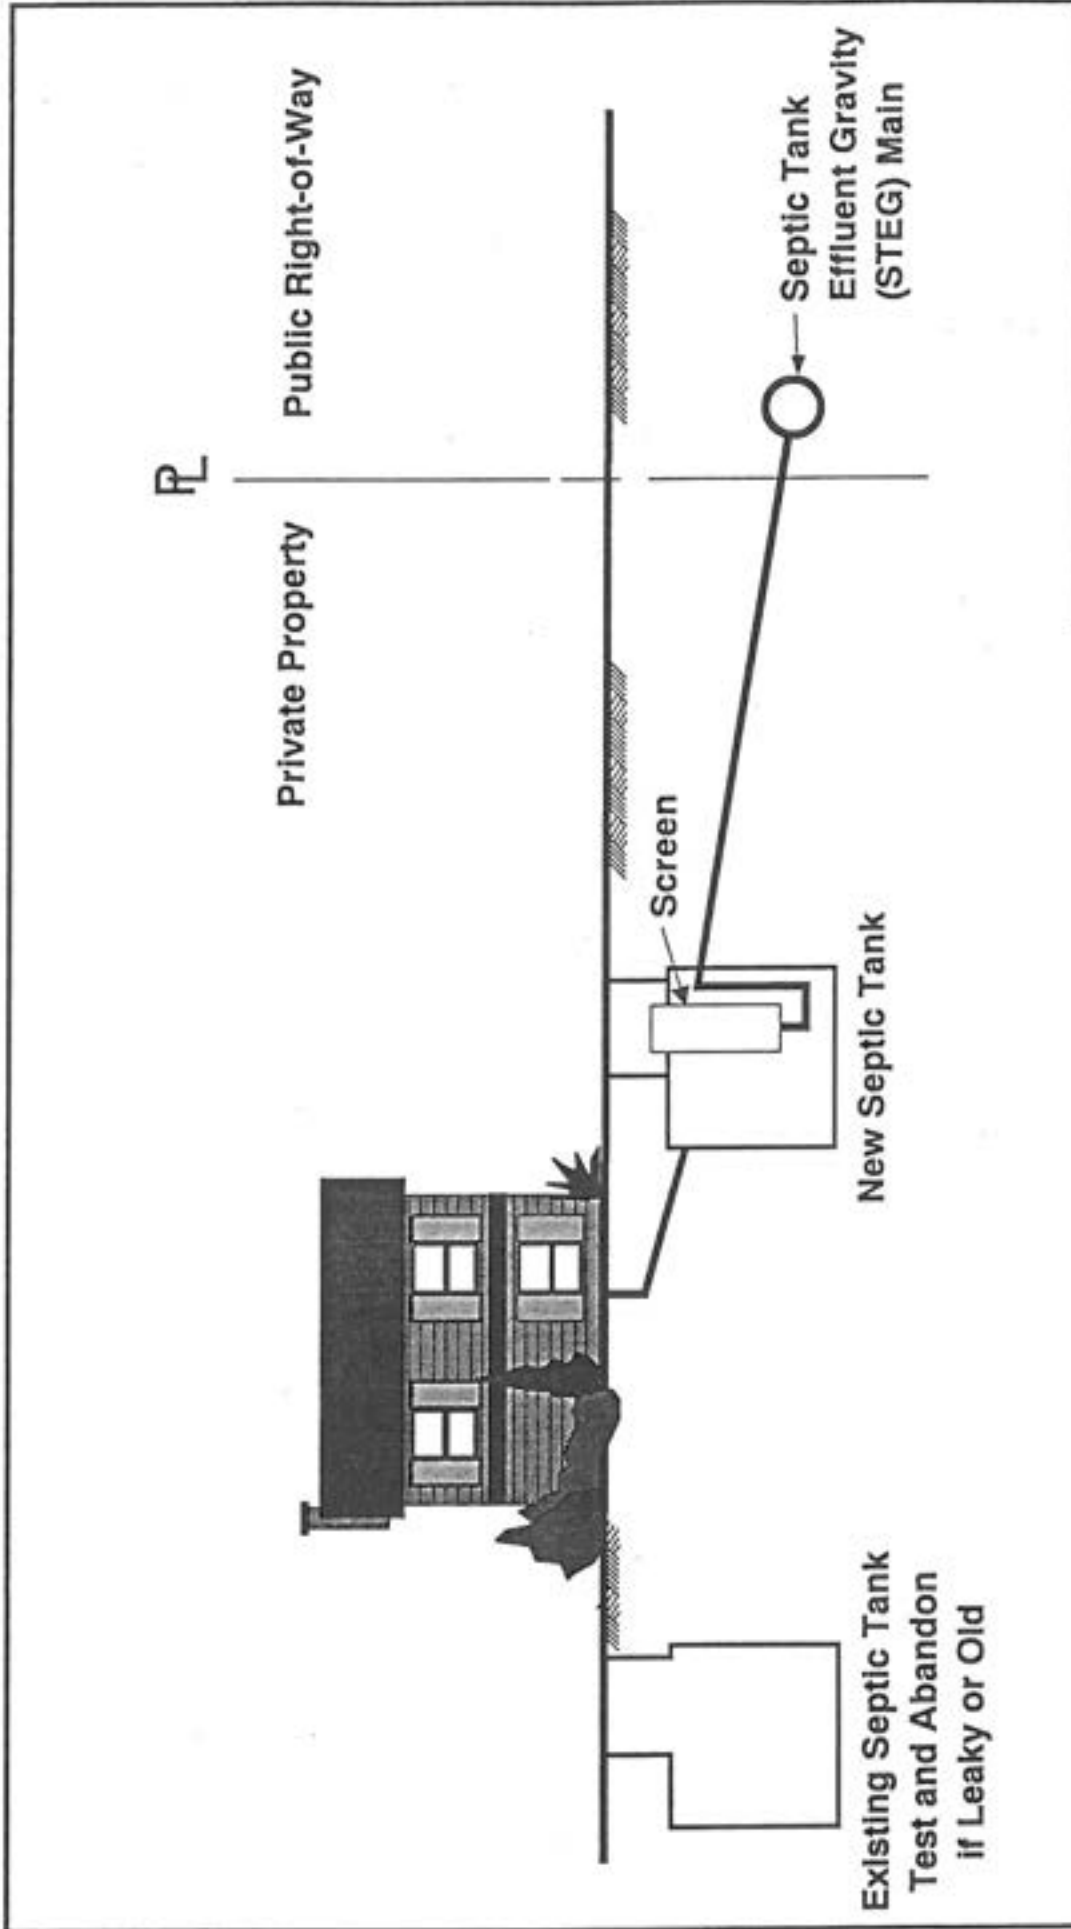 PL
Private Property
Public Right-of-Way
Screen
Septic Tank
Effluent Gravity
(STEG) Main
New Septic Tank
Existing Septic Tank
Test and Abandon
if Leaky or Old